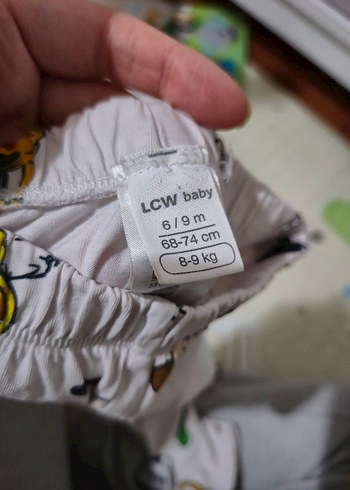 LCW baby
6 / 9 m
68-74 cm
8-9 kg